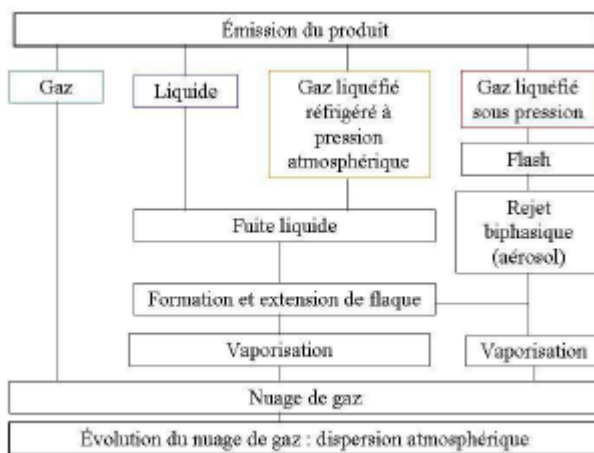 Émission du produit
Gaz
Liquide
Gaz liquéfié
réfrigéré à
pression
atmosphérique
Gaz liquéfié
sous pression
Flash
Fuite liquide
Rejet
biphasique
(aérosol)
Formation et extension de flaque
Vaporisation
Vaporisation
Nuage de gaz
Évolution du nuage de gaz : dispersion atmosphérique